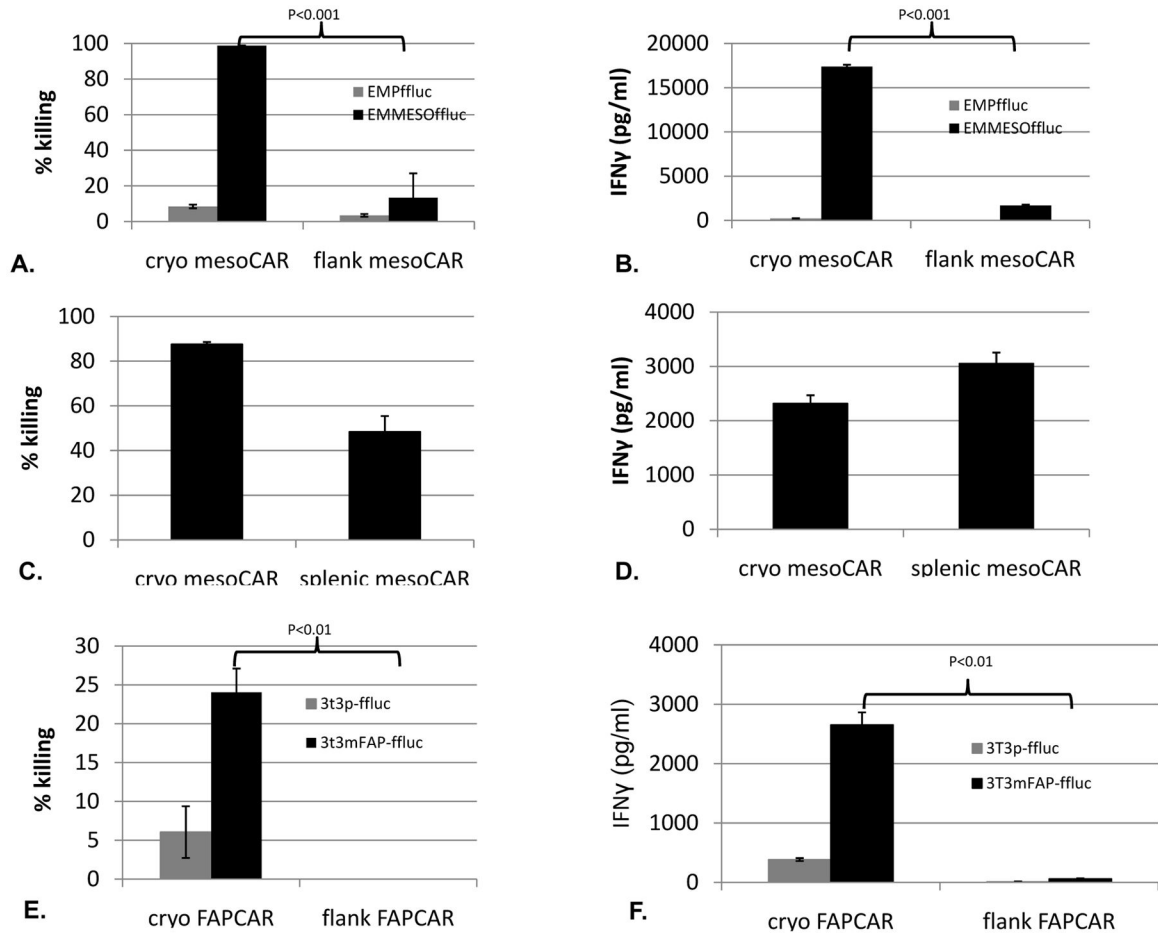 P<0.001
100
80
60
40
20
0
% killing
EMPffluc
EMMESOffluc
cryo mesoCAR flank mesoCAR
A.
P<0.001
20000
17500
15000
12500
10000
7500
5000
2500
0
IFNγ (pg/ml)
EMPffluc
EMMESOffluc
cryo mesoCAR flank mesoCAR
B.
100
80
60
40
20
0
% killing
cryo mesoCAR splenic mesoCAR
C.
4000
3000
2000
1000
0
IFNγ (pg/ml)
cryo mesoCAR splenic mesoCAR
D.
P<0.01
30
25
20
15
10
5
0
% killing
3t3p-ffluc
3t3mFAP-ffluc
cryo FAPCAR flank FAPCAR
E.
P<0.01
4000
3000
2000
1000
0
IFNγ (pg/ml)
3T3p-ffluc
3T3mFAP-ffluc
cryo FAPCAR flank FAPCAR
F.